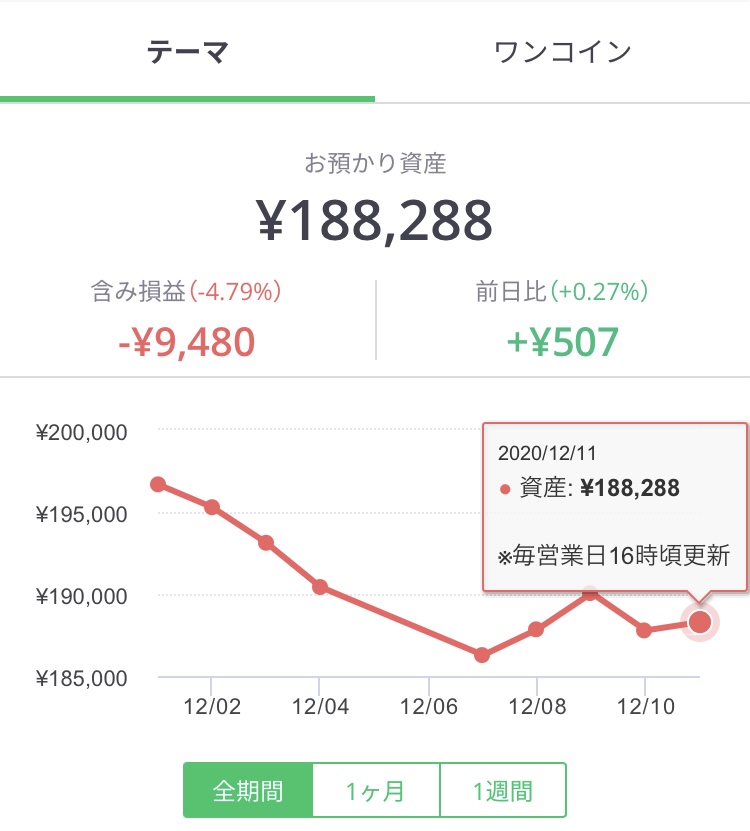 テーマ ワンコイン
お預かり資産
¥188,288
含み損益(-4.79%) 前日比(+0.27%)
-¥9,480 +¥507
¥200,000
2020/12/11
資産: ¥188,288
※毎営業日16時頃更新
¥195,000
¥190,000
¥185,000
12/02 12/04 12/06 12/08 12/10
全期間 1ヶ月 1週間